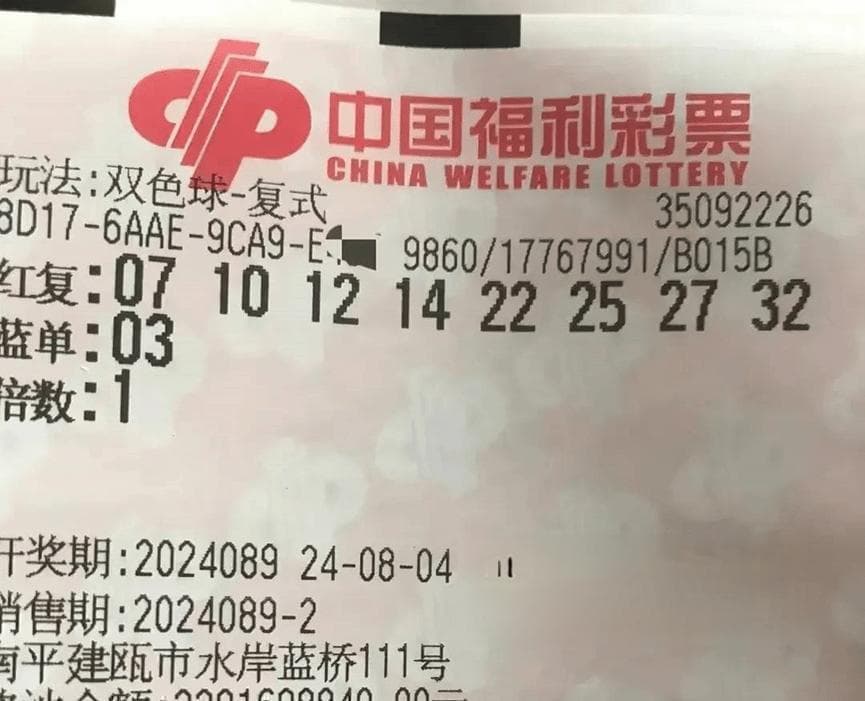 中国福利彩票
CHINA WELFARE LOTTERY
玩法:双色球-复式
35092226
8D17-6AAE-9CA9-E 9860/17767991/B015B
红复:07 10 12 14 22 25 27 32
蓝单:03
倍数:1
开奖期:2024089 24-08-04
销售期:2024089-2
南平建瓯市水岸蓝桥111号